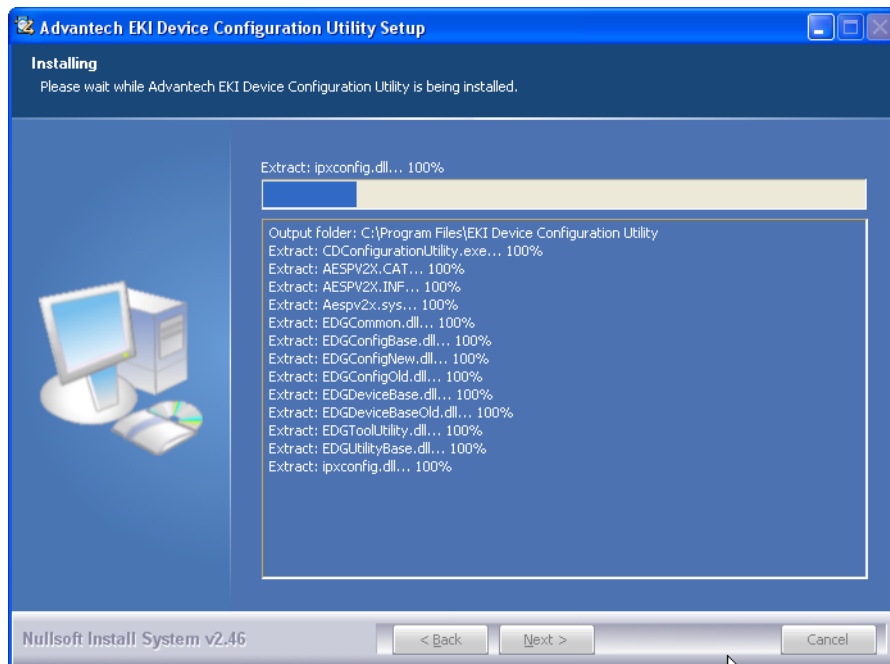 Advantech EKI Device Configuration Utility Setup
Installing
Please wait while Advantech EKI Device Configuration Utility is being installed.
Extract: ipxconfig.dll... 100%
Output folder: C:\Program Files\EKI Device Configuration Utility
Extract: CDConfigurationUtility.exe... 100%
Extract: AESPV2X.CAT... 100%
Extract: AESPV2X.INF... 100%
Extract: Aespv2x.sys... 100%
Extract: EDGCommon.dll... 100%
Extract: EDGConfigBase.dll... 100%
Extract: EDGConfigNew.dll... 100%
Extract: EDGConfigOld.dll... 100%
Extract: EDGDeviceBase.dll... 100%
Extract: EDGDeviceBaseOld.dll... 100%
Extract: EDGToolUtility.dll... 100%
Extract: EDGUtilityBase.dll... 100%
Extract: ipxconfig.dll... 100%
Nullsoft Install System v2.46
< Back Next > Cancel